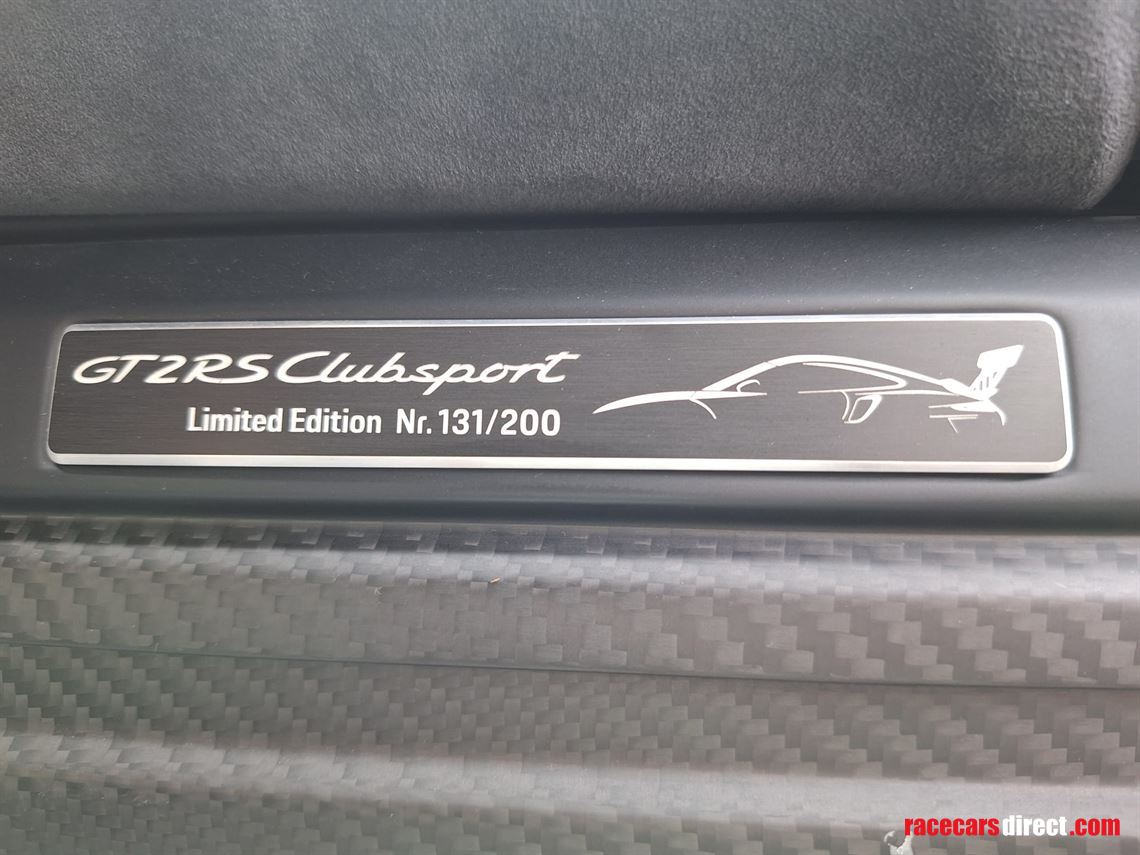 GT2RS Clubsport
Limited Edition Nr. 131/200
racecarsdirect.com